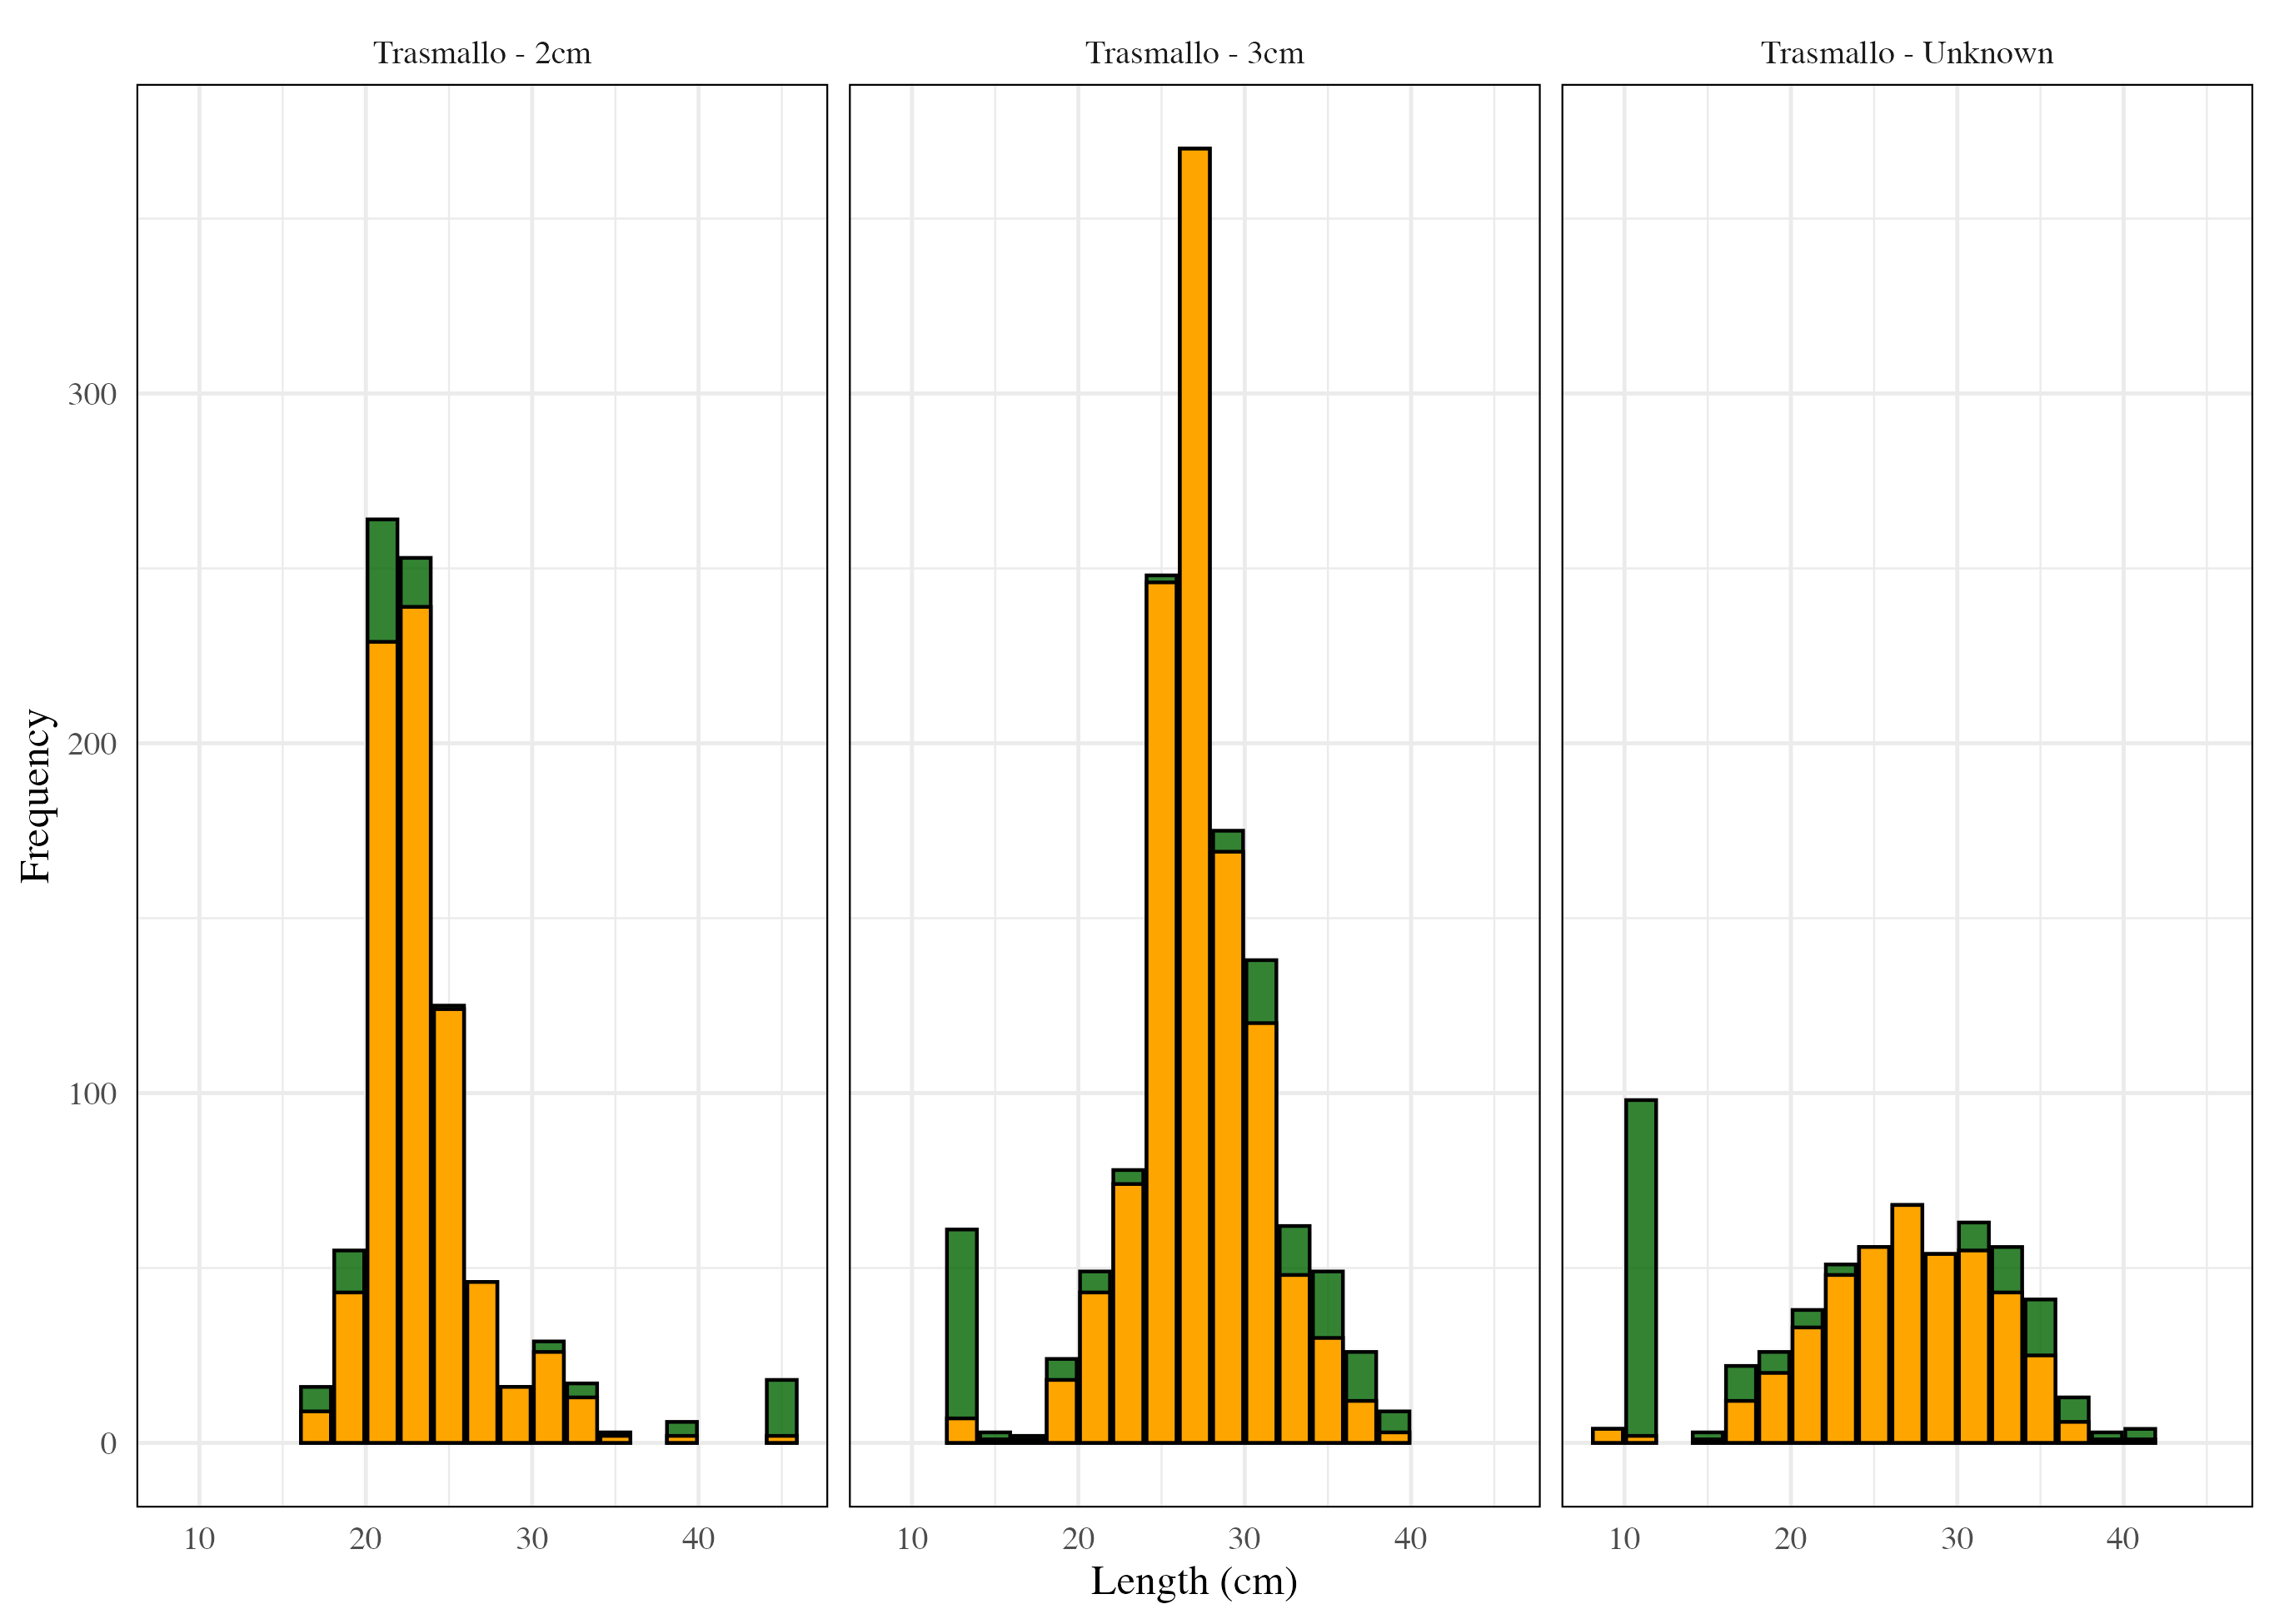 Trasmallo - 2cm
Trasmallo - 3cm
Trasmallo - Unknown
Frequency
300
200
100
0
10 20 30 40
10 20 30 40
10 20 30 40
Length (cm)